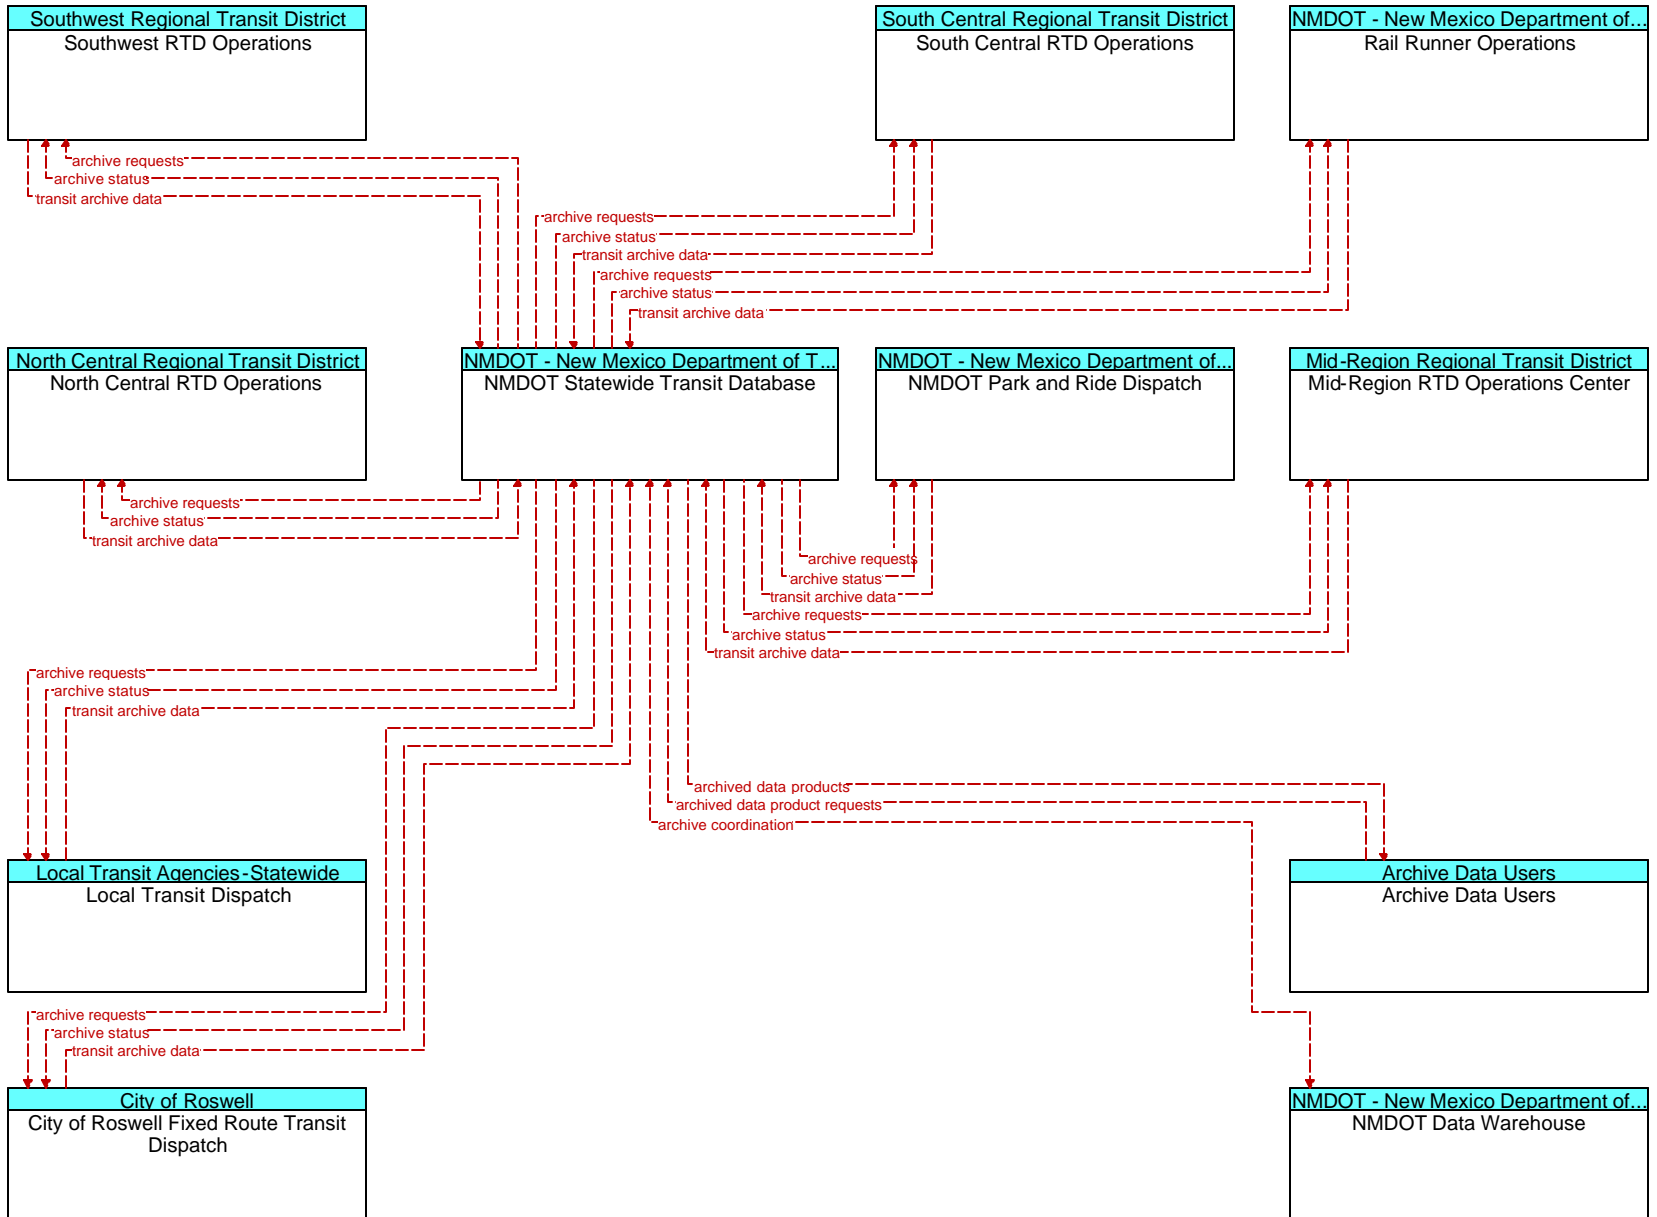 Southwest Regional Transit District
Southwest RTD Operations
South Central Regional Transit District
South Central RTD Operations
NMDOT - New Mexico Department of...
Rail Runner Operations
archive requests
archive status
transit archive data
archive requests
archive status
transit archive data
archive requests
archive status
transit archive data
North Central Regional Transit District
North Central RTD Operations
NMDOT - New Mexico Department of T...
NMDOT Statewide Transit Database
NMDOT - New Mexico Department of...
NMDOT Park and Ride Dispatch
Mid-Region Regional Transit District
Mid-Region RTD Operations Center
archive requests
archive status
transit archive data
archive requests
archive status
transit archive data
archive requests
archive status
transit archive data
archive requests
archive status
transit archive data
archived data products
archived data product requests
archive coordination
Local Transit Agencies-Statewide
Local Transit Dispatch
Archive Data Users
Archive Data Users
archive requests
archive status
transit archive data
City of Roswell
City of Roswell Fixed Route Transit
Dispatch
NMDOT - New Mexico Department of...
NMDOT Data Warehouse